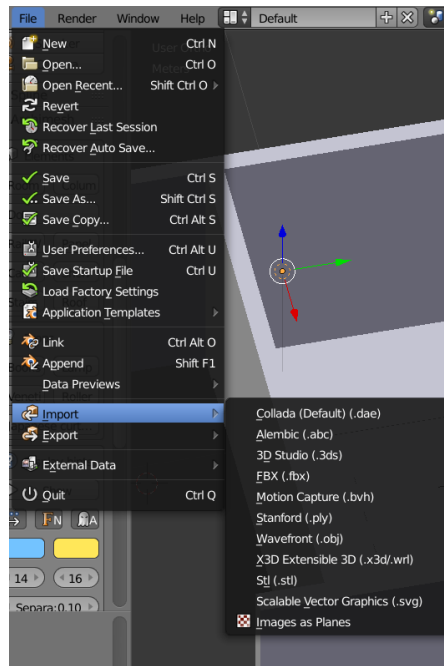 File Render Window Help Default
New Ctrl N
Open... Ctrl O
Open Recent... Shift Ctrl O
Revert
Recover Last Session
Recover Auto Save...
Save Ctrl S
Save As... Shift Ctrl S
Save Copy... Ctrl Alt S
User Preferences... Ctrl Alt U
Save Startup File Ctrl U
Load Factory Settings
Application Templates
Link Ctrl Alt O
Append Shift F1
Data Previews
Import
Export
External Data
Quit Ctrl Q
Collada (Default) (.dae)
Alembic (.abc)
3D Studio (.3ds)
FBX (.fbx)
Motion Capture (.bvh)
Stanford (.ply)
Wavefront (.obj)
X3D Extensible 3D (.x3d/.wrl)
Stl (.stl)
Scalable Vector Graphics (.svg)
Images as Planes
N A
14 16
Separa:0.10